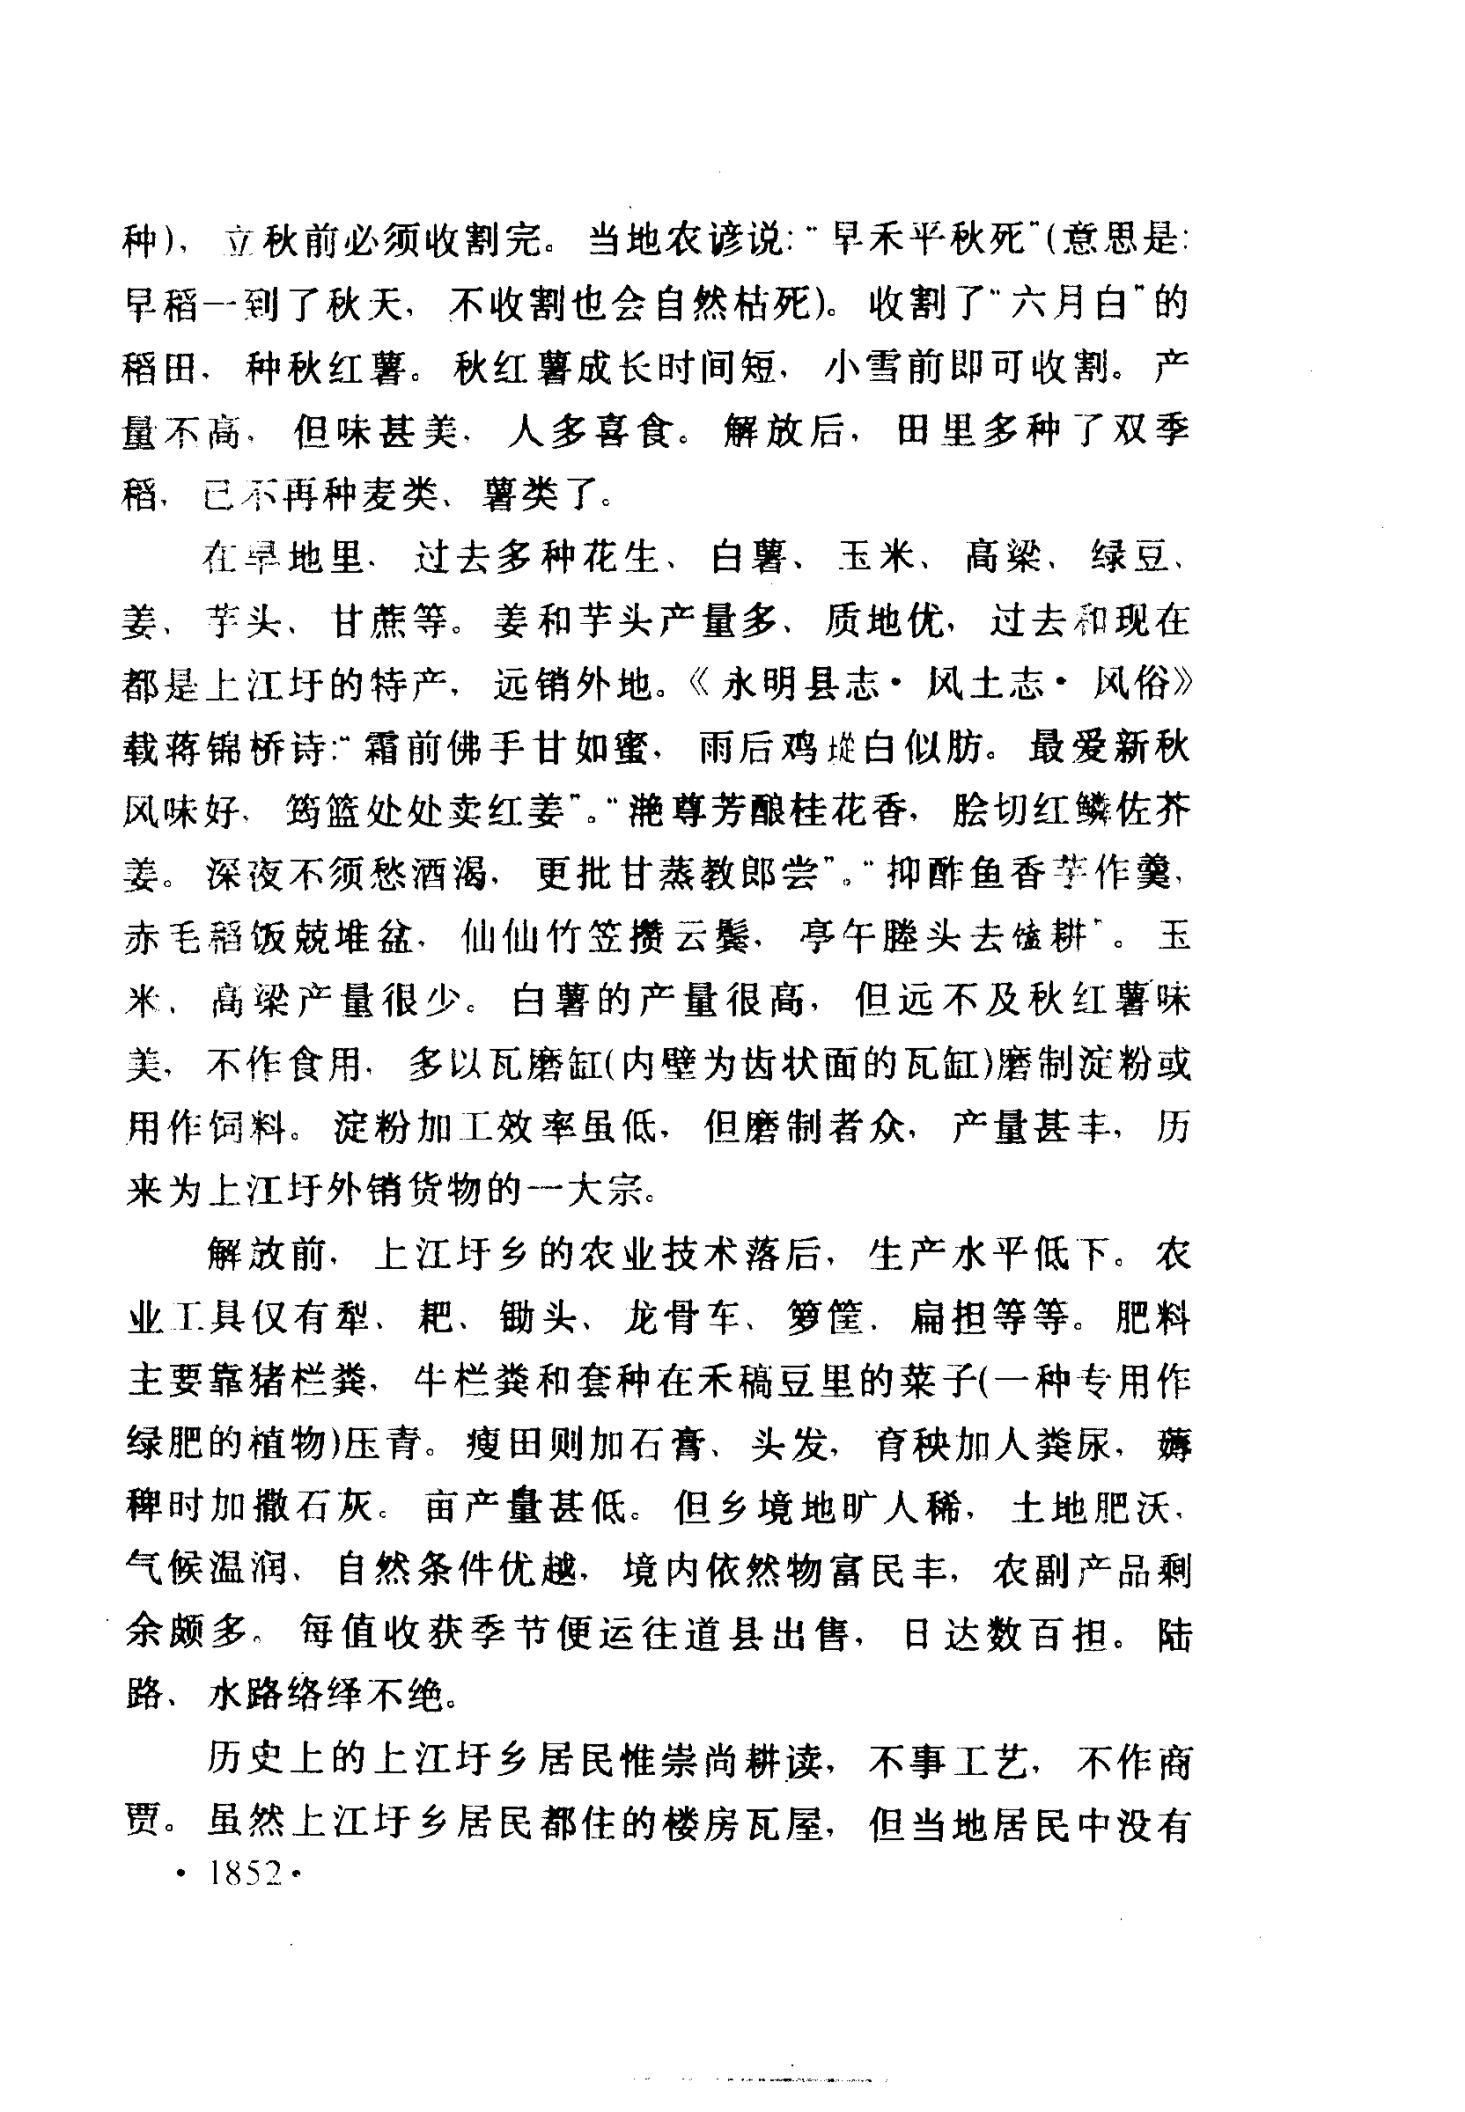 种)，立秋前必须收割完。当地农谚说：“早禾平秋死”(意思是：
早稻一到了秋天，不收割也会自然枯死)。收割了“六月白”的
稻田，种秋红薯。秋红薯成长时间短，小雪前即可收割。产
量不高，但味甚美，人多喜食。解放后，田里多种了双季
稻，已不再种麦类、薯类了。
在旱地里，过去多种花生、白薯、玉米、高梁、绿豆、
姜、芋头、甘蔗等。姜和芋头产量多、质地优，过去和现在
都是上江圩的特产，远销外地。《永明县志·风土志·风俗》
载蒋锦桥诗：“霜前佛手甘如蜜，雨后鸡㙡白似肪。最爱新秋
风味好，筠篮处处卖红姜”。“滟尊芳酿桂花香，脍切红鳞佐芥
姜。深夜不须愁酒渴，更批甘蒸教郎尝”。“抑酢鱼香芋作羹，
赤毛稻饭兢堆盆，仙仙竹笠攒云鬓，亭午塍头去馌耕”。玉
米、高梁产量很少。白薯的产量很高，但远不及秋红薯味
美，不作食用，多以瓦磨缸(内壁为齿状面的瓦缸)磨制淀粉或
用作饲料。淀粉加工效率虽低，但磨制者众，产量甚丰，历
来为上江圩外销货物的一大宗。
解放前，上江圩乡的农业技术落后，生产水平低下。农
业工具仅有犁、耙、锄头、龙骨车、箩筐、扁担等等。肥料
主要靠猪栏粪，牛栏粪和套种在禾稿豆里的菜子(一种专用作
绿肥的植物)压青。瘦田则加石膏、头发，育秧加人粪尿，薅
稗时加撒石灰。亩产量甚低。但乡境地旷人稀，土地肥沃、
气候温润、自然条件优越，境内依然物富民丰，农副产品剩
余颇多。每值收获季节便运往道县出售，日达数百担。陆
路、水路络绎不绝。
历史上的上江圩乡居民惟崇尚耕读，不事工艺，不作商
贾。虽然上江圩乡居民都住的楼房瓦屋，但当地居民中没有
·1852·